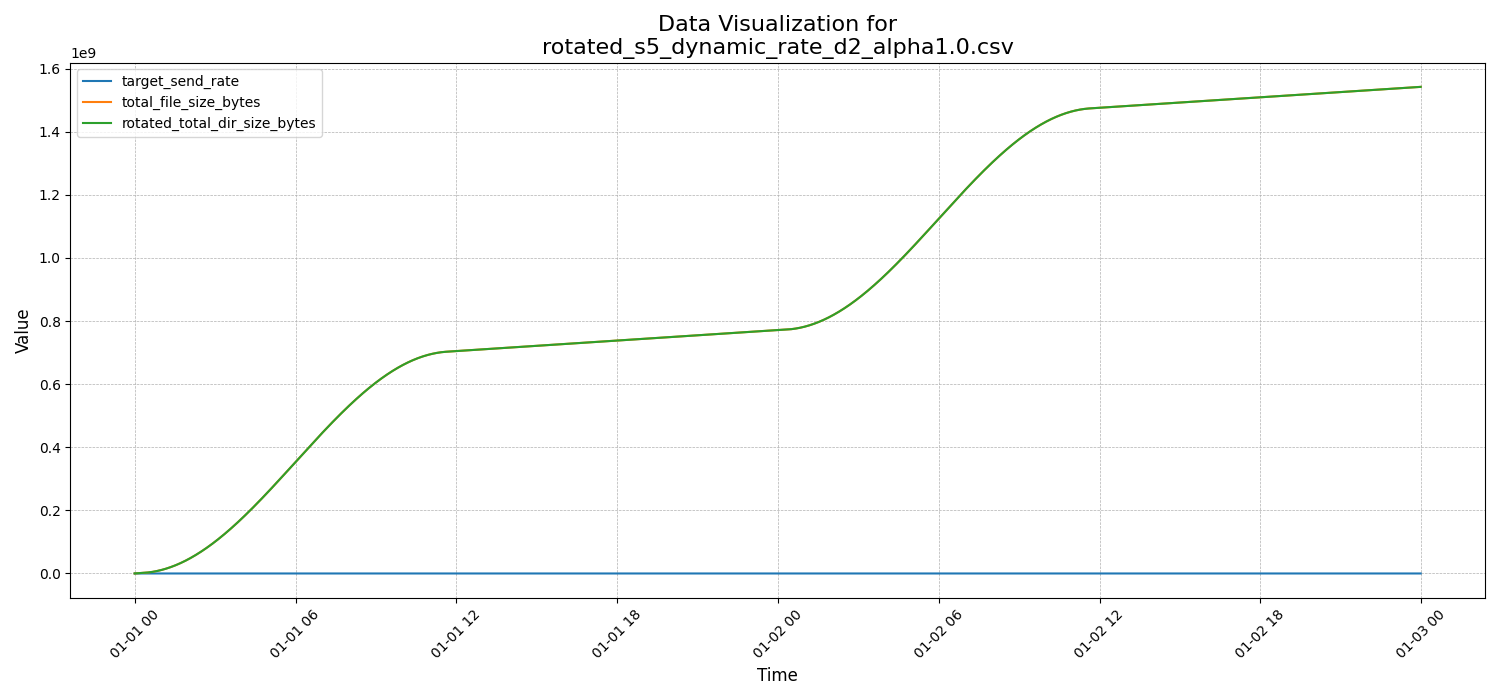 Data Visualization for
rotated_s5_dynamic_rate_d2_alpha1.0.csv
1e9
target_send_rate
total_file_size_bytes
rotated_total_dir_size_bytes
1.6
1.4
1.2
1.0
0.8
0.6
0.4
0.2
0.0
Value
01-01 00
01-01 06
01-01 12
01-01 18
01-02 00
01-02 06
01-02 12
01-02 18
01-03 00
Time